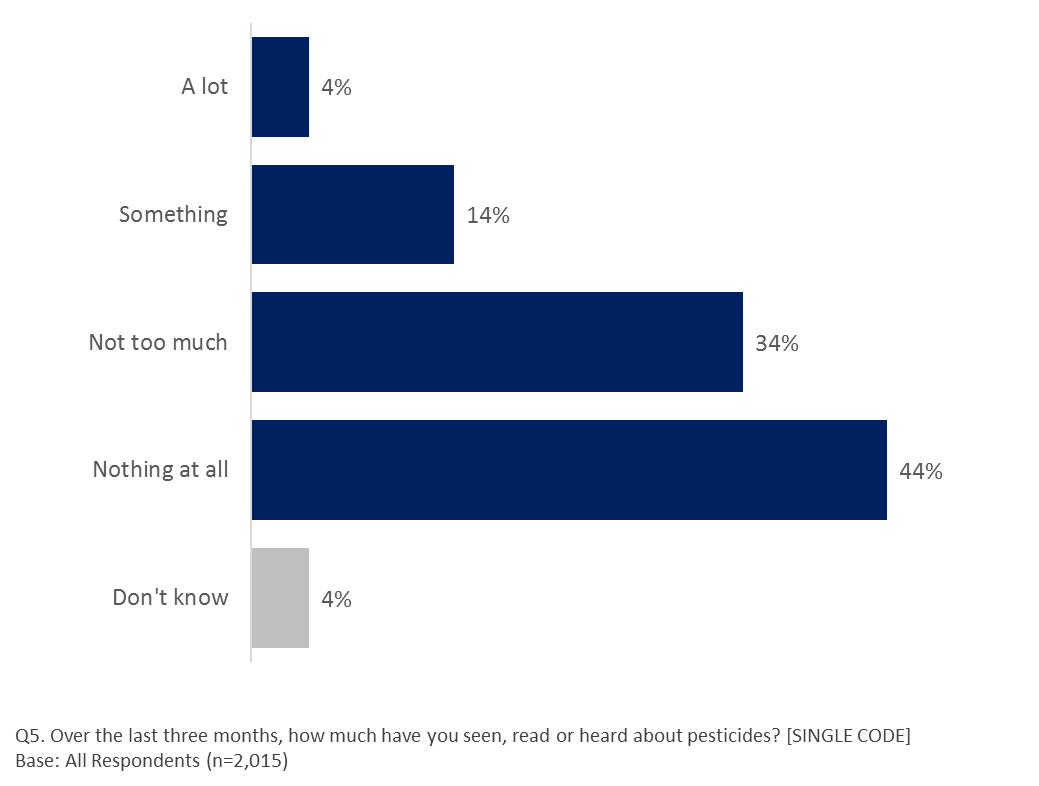 A lot 4%
Something 14%
Not too much 34%
Nothing at all 44%
Don't know 4%
Q5. Over the last three months, how much have you seen, read or heard about pesticides? [SINGLE CODE]
Base: All Respondents (n=2,015)